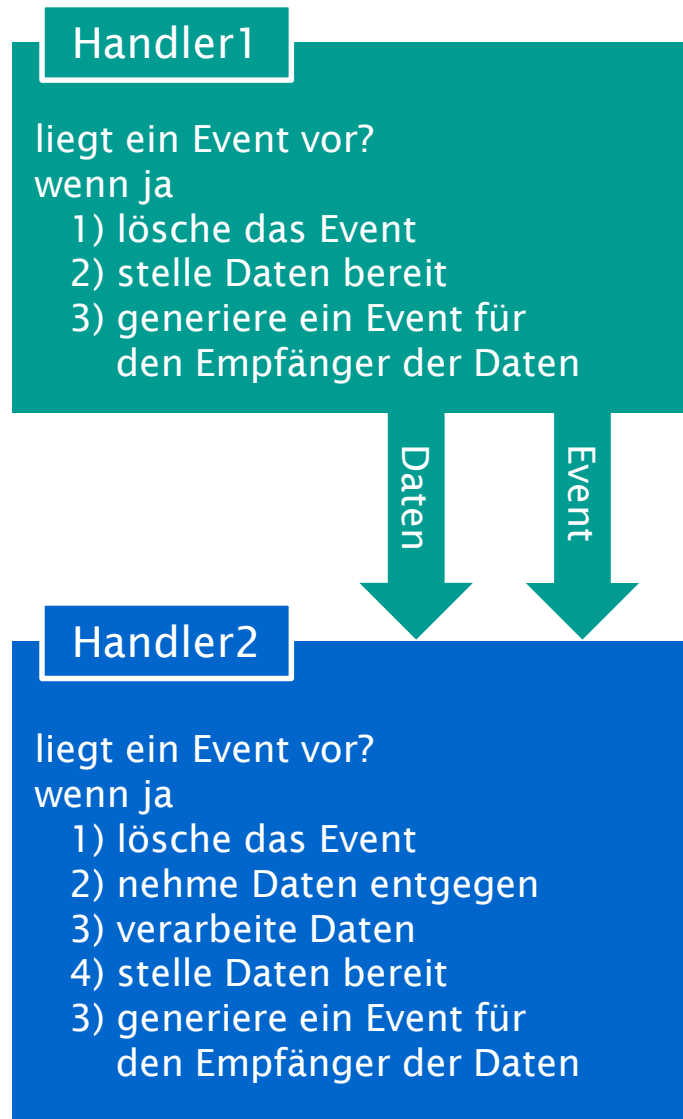 Handler1
liegt ein Event vor?
wenn ja
1) lösche das Event
2) stelle Daten bereit
3) generiere ein Event für
den Empfänger der Daten
Daten
Event
Handler2
liegt ein Event vor?
wenn ja
1) lösche das Event
2) nehme Daten entgegen
3) verarbeite Daten
4) stelle Daten bereit
3) generiere ein Event für
den Empfänger der Daten